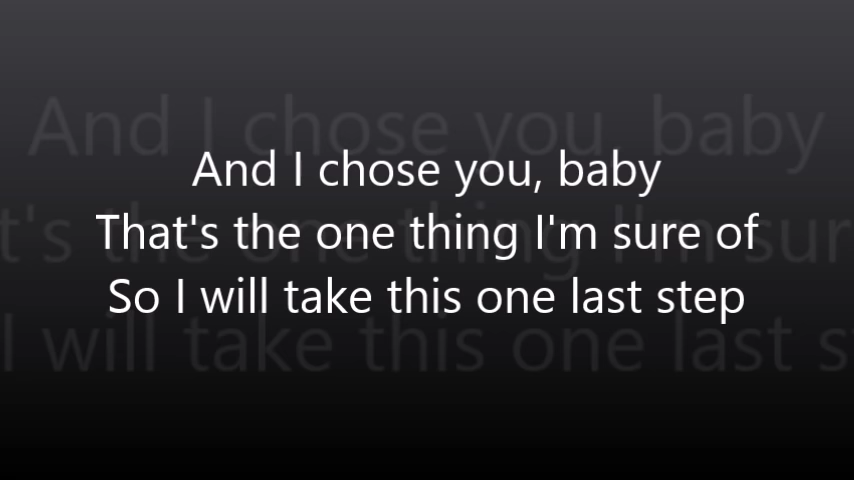 And I chose you, baby
That's the one thing I'm sure of
So I will take this one last step